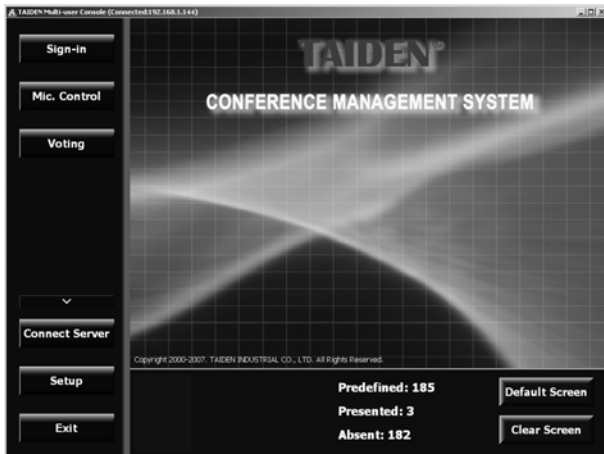 TAIDEN Multi-user Console (Connected:192.168.1.144)
Sign-in
Mic. Control
Voting
Connect Server
Setup
Exit
TAIDEN®
CONFERENCE MANAGEMENT SYSTEM
Copyright 2000-2007. TAIDEN INDUSTRIAL CO., LTD. All Rights Reserved.
Predefined: 185
Presented: 3
Absent: 182
Default Screen
Clear Screen